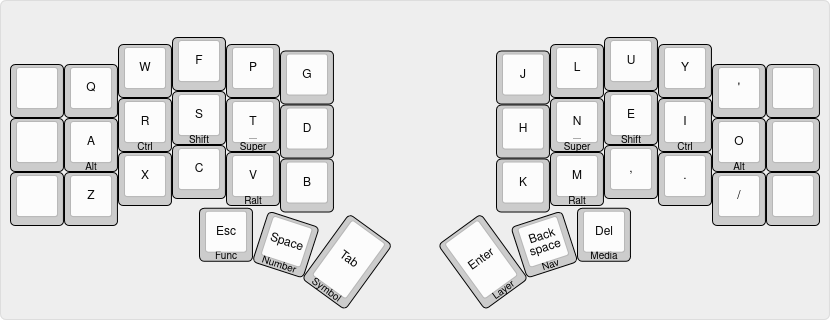 Q W F P G
J L U Y '
A R S T D
H N E I O
Alt Ctrl Shift Super
Super Shift Ctrl Alt
Z X C V B
K M , . /
Ralt
Ralt
Esc Space Tab
Enter Back space Del
Func Number Symbol
Layer Nav Media